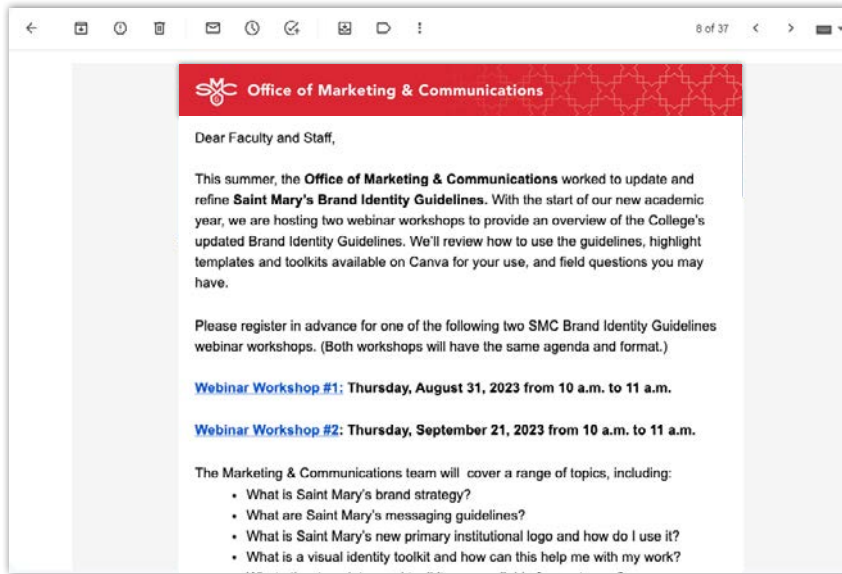 8 of 37
SMC Office of Marketing & Communications
Dear Faculty and Staff,
This summer, the Office of Marketing & Communications worked to update and
refine Saint Mary's Brand Identity Guidelines. With the start of our new academic
year, we are hosting two webinar workshops to provide an overview of the College's
updated Brand Identity Guidelines. We'll review how to use the guidelines, highlight
templates and toolkits available on Canva for your use, and field questions you may
have.
Please register in advance for one of the following two SMC Brand Identity Guidelines
webinar workshops. (Both workshops will have the same agenda and format.)
Webinar Workshop #1: Thursday, August 31, 2023 from 10 a.m. to 11 a.m.
Webinar Workshop #2: Thursday, September 21, 2023 from 10 a.m. to 11 a.m.
The Marketing & Communications team will cover a range of topics, including:
• What is Saint Mary's brand strategy?
• What are Saint Mary's messaging guidelines?
• What is Saint Mary's new primary institutional logo and how do I use it?
• What is a visual identity toolkit and how can this help me with my work?